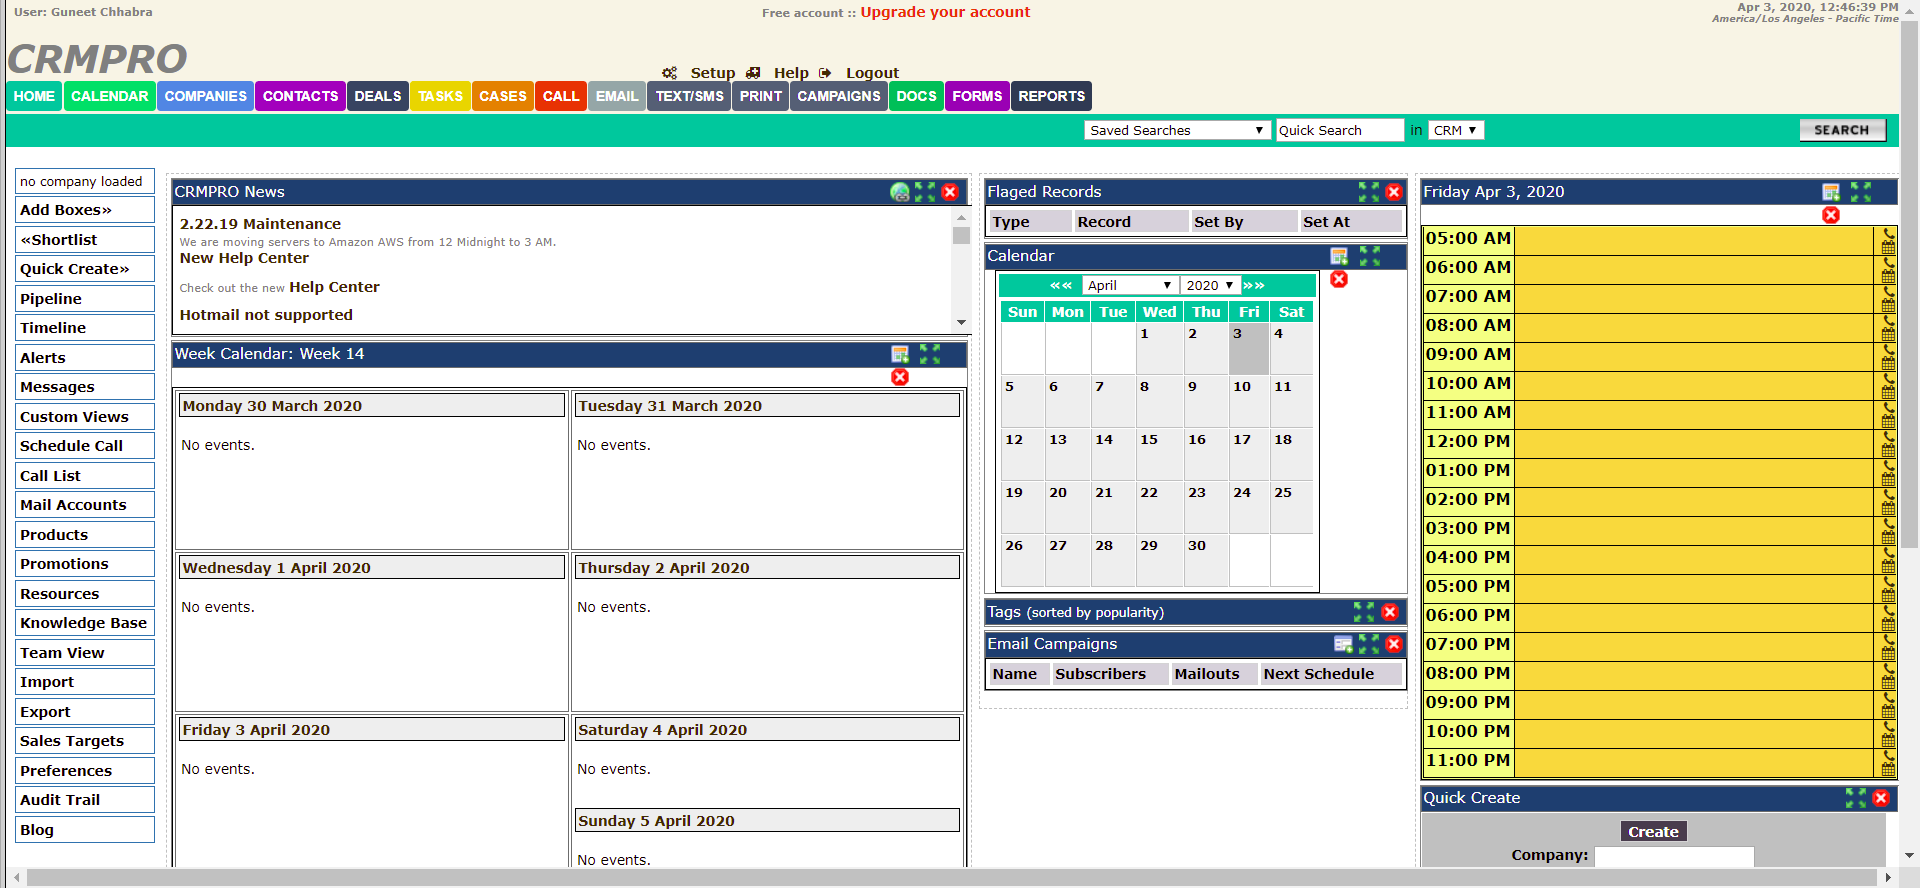 User: Guneet Chhabra
Free account :: Upgrade your account
Apr 3, 2020, 12:46:39 PM
America/Los Angeles - Pacific Time
CRMPRO
Setup Help Logout
HOME CALENDAR COMPANIES CONTACTS DEALS TASKS CASES CALL EMAIL TEXT/SMS PRINT CAMPAIGNS DOCS FORMS REPORTS
Saved Searches Quick Search in CRM SEARCH
no company loaded
Add Boxes»
«Shortlist
Quick Create»
Pipeline
Timeline
Alerts
Messages
Custom Views
Schedule Call
Call List
Mail Accounts
Products
Promotions
Resources
Knowledge Base
Team View
Import
Export
Sales Targets
Preferences
Audit Trail
Blog
CRMPRO News
2.22.19 Maintenance
We are moving servers to Amazon AWS from 12 Midnight to 3 AM.
New Help Center
Check out the new Help Center
Hotmail not supported
Week Calendar: Week 14
Monday 30 March 2020
No events.
Tuesday 31 March 2020
No events.
Wednesday 1 April 2020
No events.
Thursday 2 April 2020
No events.
Friday 3 April 2020
No events.
Saturday 4 April 2020
No events.
Sunday 5 April 2020
No events.
Flaged Records
Type Record Set By Set At
Calendar
«« April 2020 »»
Sun Mon Tue Wed Thu Fri Sat
1 2 3 4
5 6 7 8 9 10 11
12 13 14 15 16 17 18
19 20 21 22 23 24 25
26 27 28 29 30
Tags (sorted by popularity)
Email Campaigns
Name Subscribers Mailouts Next Schedule
Friday Apr 3, 2020
05:00 AM
06:00 AM
07:00 AM
08:00 AM
09:00 AM
10:00 AM
11:00 AM
12:00 PM
01:00 PM
02:00 PM
03:00 PM
04:00 PM
05:00 PM
06:00 PM
07:00 PM
08:00 PM
09:00 PM
10:00 PM
11:00 PM
Quick Create
Create
Company: